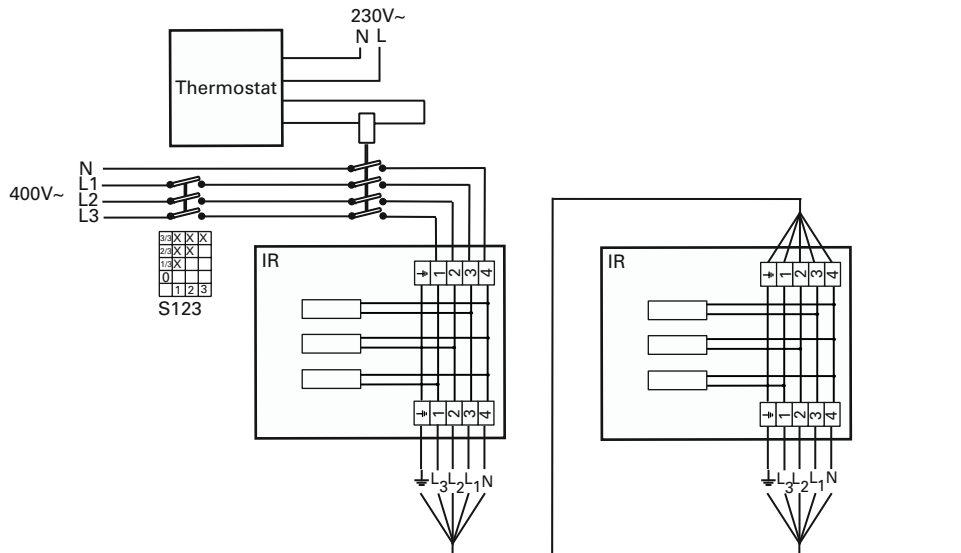 230V~
N L
Thermostat
N
L1
400V~
L2
L3
3/3 X X X
2/3 X X
1/3 X
0
1 2 3
S123
IR
⏚ 1 2 3 4
⏚ 1 2 3 4
⏚ L3 L2 L1 N
IR
⏚ 1 2 3 4
⏚ 1 2 3 4
⏚ L3 L2 L1 N